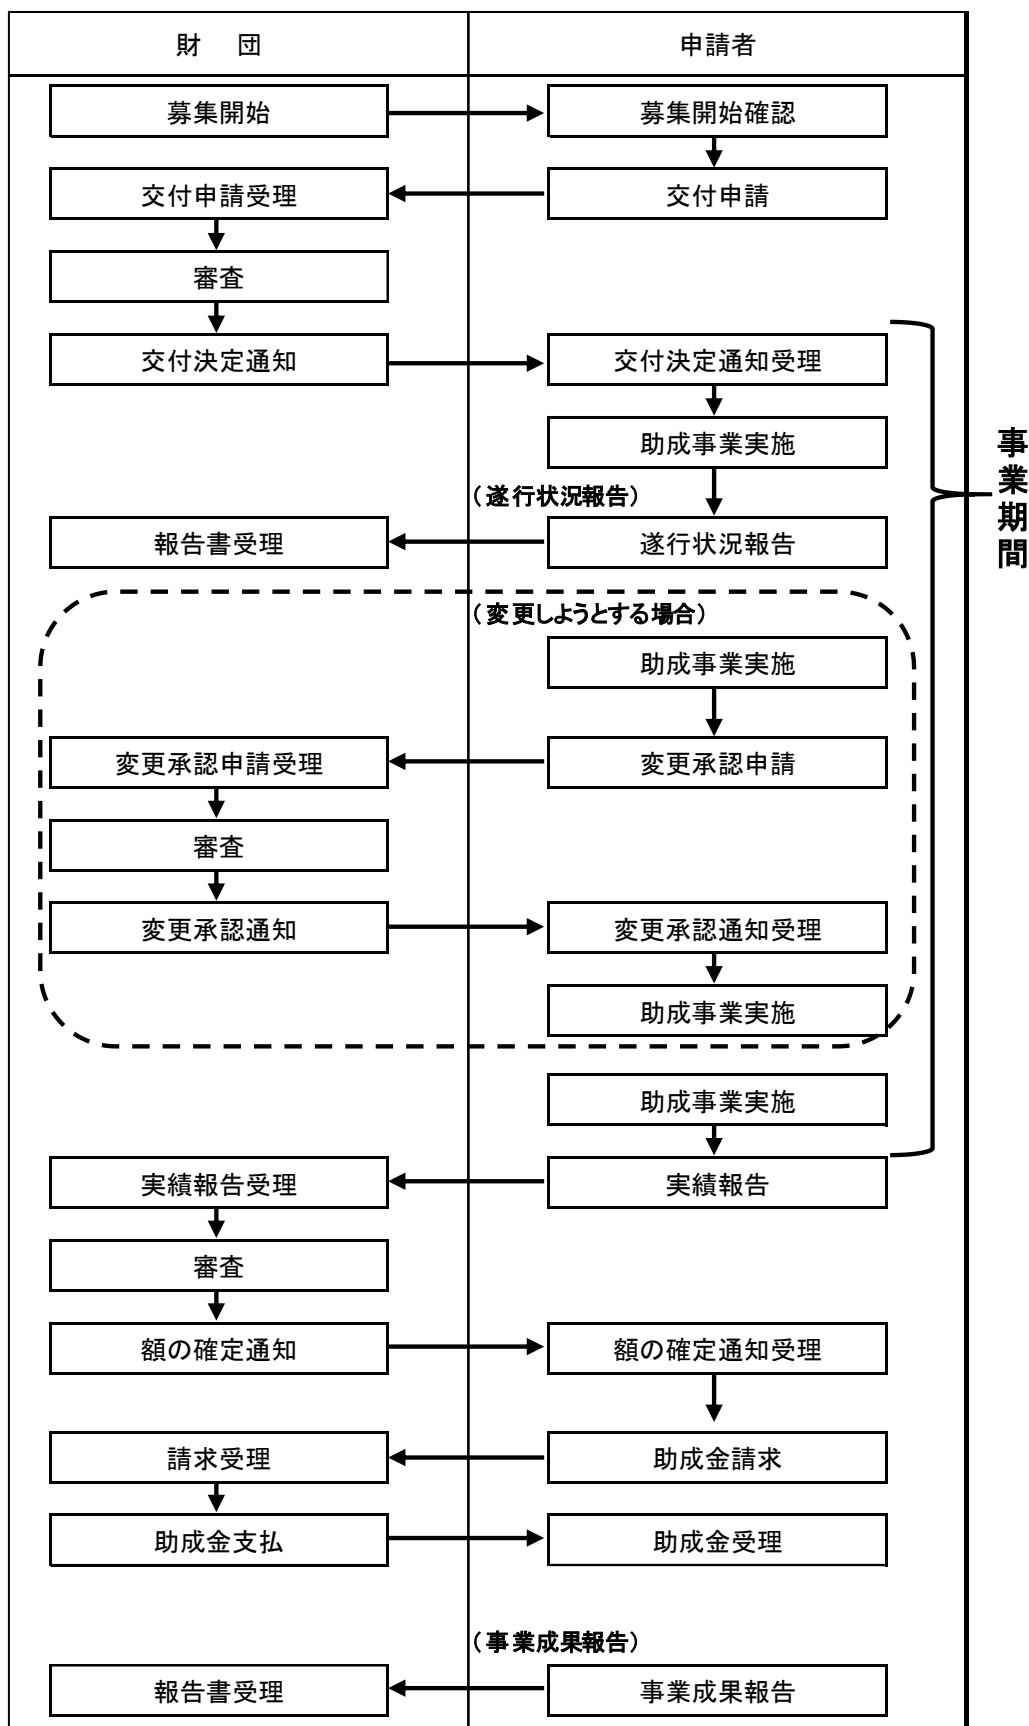 財　団
申請者
募集開始
募集開始確認
交付申請受理
交付申請
審査
交付決定通知
交付決定通知受理
助成事業実施
（遂行状況報告）
報告書受理
遂行状況報告
事業期間
（変更しようとする場合）
助成事業実施
変更承認申請受理
変更承認申請
審査
変更承認通知
変更承認通知受理
助成事業実施
助成事業実施
実績報告受理
実績報告
審査
額の確定通知
額の確定通知受理
請求受理
助成金請求
助成金支払
助成金受理
（事業成果報告）
報告書受理
事業成果報告